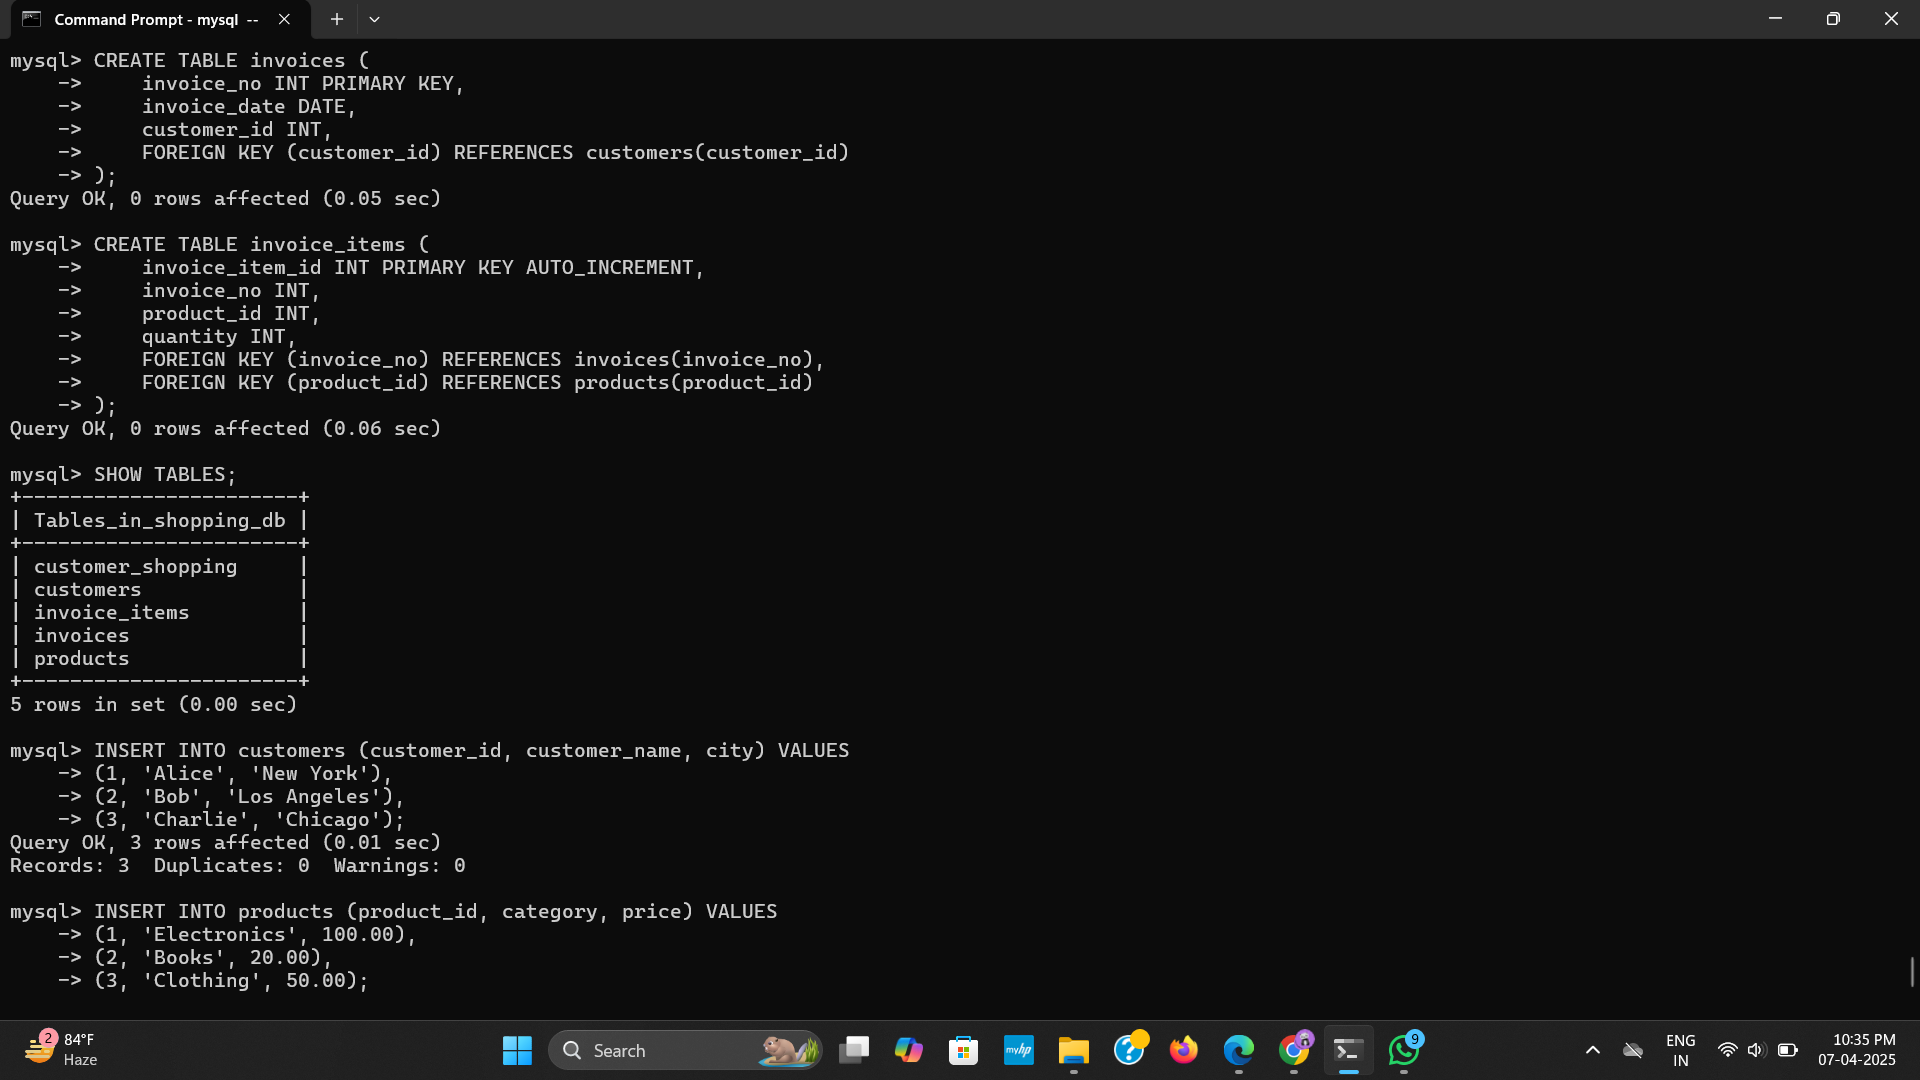 Command Prompt - mysql --
mysql> CREATE TABLE invoices (
    ->     invoice_no INT PRIMARY KEY,
    ->     invoice_date DATE,
    ->     customer_id INT,
    ->     FOREIGN KEY (customer_id) REFERENCES customers(customer_id)
    -> );
Query OK, 0 rows affected (0.05 sec)
mysql> CREATE TABLE invoice_items (
    ->     invoice_item_id INT PRIMARY KEY AUTO_INCREMENT,
    ->     invoice_no INT,
    ->     product_id INT,
    ->     quantity INT,
    ->     FOREIGN KEY (invoice_no) REFERENCES invoices(invoice_no),
    ->     FOREIGN KEY (product_id) REFERENCES products(product_id)
    -> );
Query OK, 0 rows affected (0.06 sec)
mysql> SHOW TABLES;
+-----------------------+
| Tables_in_shopping_db |
+-----------------------+
| customer_shopping     |
| customers             |
| invoice_items         |
| invoices              |
| products              |
+-----------------------+
5 rows in set (0.00 sec)
mysql> INSERT INTO customers (customer_id, customer_name, city) VALUES
    -> (1, 'Alice', 'New York'),
    -> (2, 'Bob', 'Los Angeles'),
    -> (3, 'Charlie', 'Chicago');
Query OK, 3 rows affected (0.01 sec)
Records: 3  Duplicates: 0  Warnings: 0
mysql> INSERT INTO products (product_id, category, price) VALUES
    -> (1, 'Electronics', 100.00),
    -> (2, 'Books', 20.00),
    -> (3, 'Clothing', 50.00);
2
84°F
Haze
Search
myhp
9
ENG
IN
10:35 PM
07-04-2025